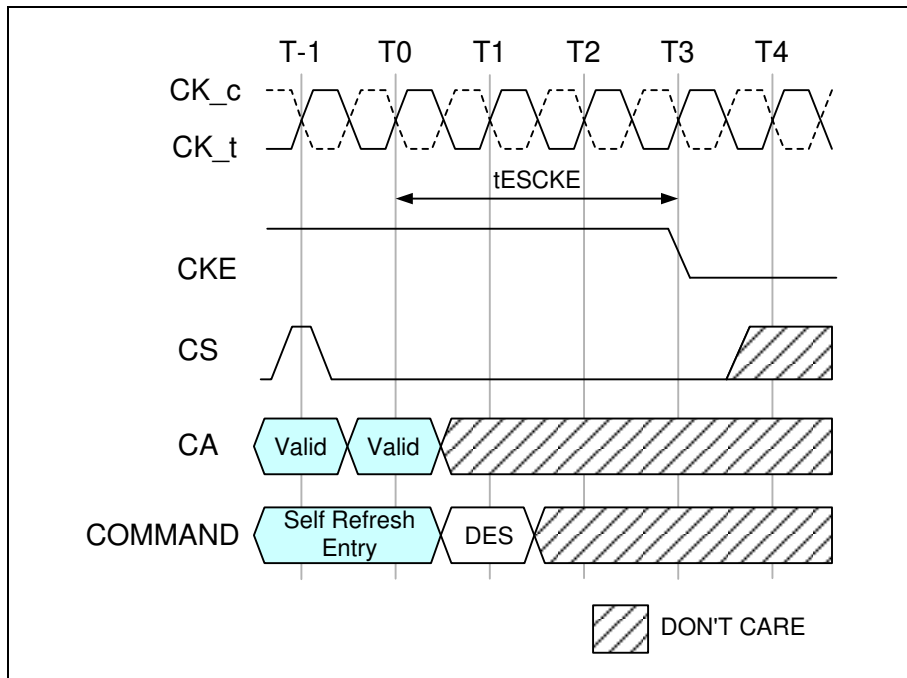 T-1 T0 T1 T2 T3 T4
CK_c
CK_t
tESCKE
CKE
CS
CA Valid Valid
COMMAND Self Refresh Entry DES
DON'T CARE